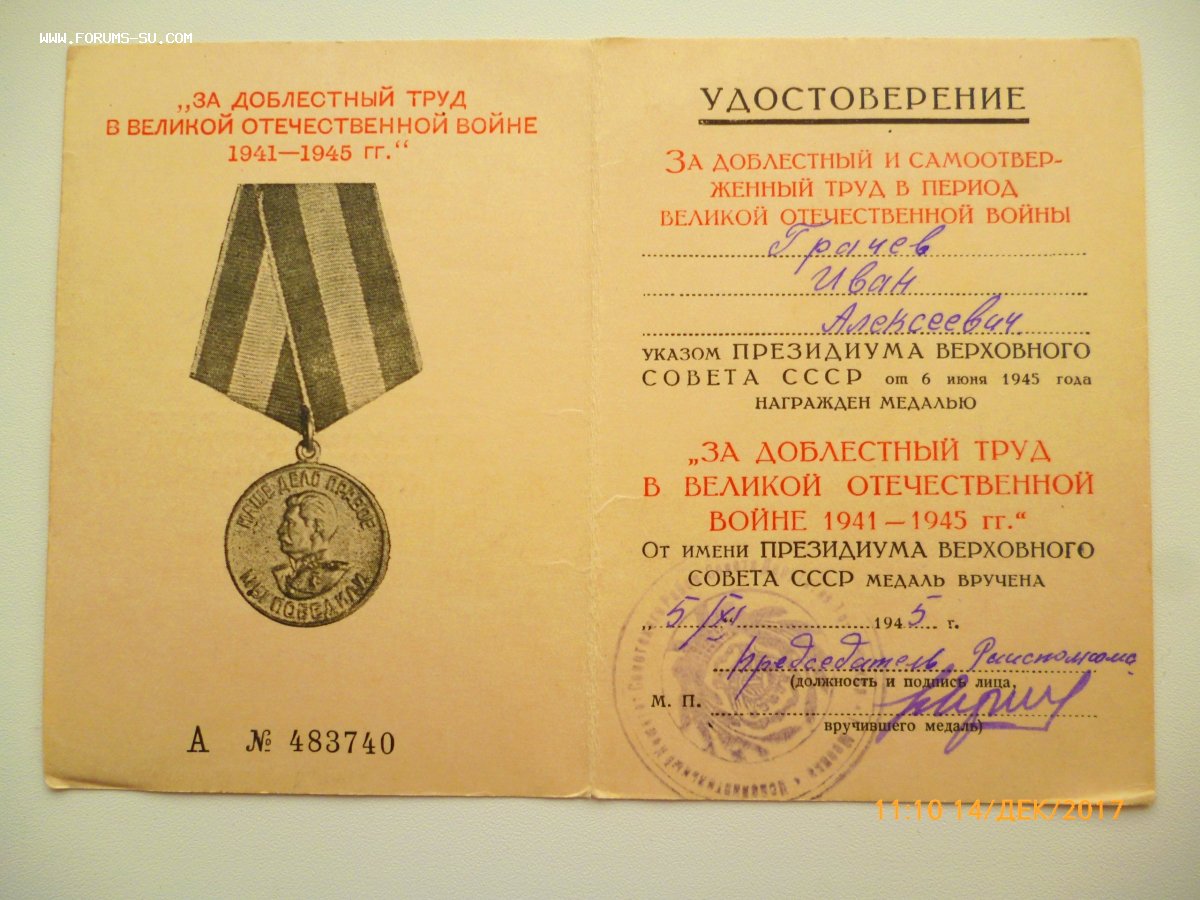 www.FORUMS-SU.COM
„ЗА ДОБЛЕСТНЫЙ ТРУД
В ВЕЛИКОЙ ОТЕЧЕСТВЕННОЙ ВОЙНЕ
1941—1945 ГГ.“
НАШЕ ДЕЛО ПРАВОЕ
МЫ ПОБЕДИЛИ
А № 483740
УДОСТОВЕРЕНИЕ
ЗА ДОБЛЕСТНЫЙ И САМООТВЕР-
ЖЕННЫЙ ТРУД В ПЕРИОД
ВЕЛИКОЙ ОТЕЧЕСТВЕННОЙ ВОЙНЫ
Грачев
Иван
Алексеевич
УКАЗОМ ПРЕЗИДИУМА ВЕРХОВНОГО
СОВЕТА СССР от 6 июня 1945 года
НАГРАЖДЕН МЕДАЛЬЮ
„ЗА ДОБЛЕСТНЫЙ ТРУД
В ВЕЛИКОЙ ОТЕЧЕСТВЕННОЙ
ВОЙНЕ 1941—1945 гг.“
От имени ПРЕЗИДИУМА ВЕРХОВНОГО
СОВЕТА СССР МЕДАЛЬ ВРУЧЕНА
„5/XII 1945 г.
председатель Райисполкома
(должность и подпись лица,
М. П.
вручившего медаль)
11:10 14/ДЕК/2017